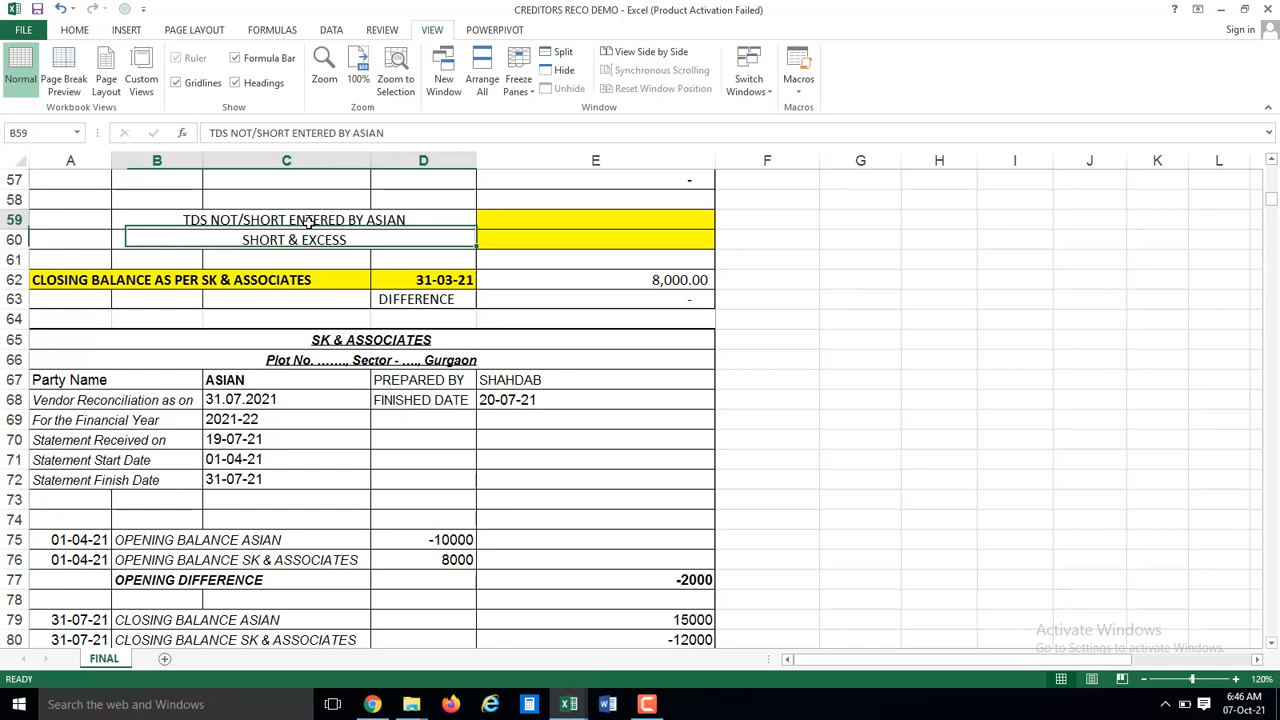 CREDITORS RECO DEMO - Excel (Product Activation Failed)
FILE HOME INSERT PAGE LAYOUT FORMULAS DATA REVIEW VIEW POWERPIVOT Sign in
Normal Page Break Preview Page Layout Custom Views
Workbook Views
Ruler Formula Bar
Gridlines Headings
Show
Zoom 100% Zoom to Selection
Zoom
New Window Arrange All Freeze Panes
Split
Hide
Unhide
View Side by Side
Synchronous Scrolling
Reset Window Position
Window
Switch Windows
Macros
Macros
B59 fx TDS NOT/SHORT ENTERED BY ASIAN
A B C D E F G H I J K L
57 -
58
59 TDS NOT/SHORT ENTERED BY ASIAN
60 SHORT & EXCESS
61
62 CLOSING BALANCE AS PER SK & ASSOCIATES 31-03-21 8,000.00
63 DIFFERENCE -
64
65 SK & ASSOCIATES
66 Plot No. ......., Sector - ...., Gurgaon
67 Party Name ASIAN PREPARED BY SHAHDAB
68 Vendor Reconciliation as on 31.07.2021 FINISHED DATE 20-07-21
69 For the Financial Year 2021-22
70 Statement Received on 19-07-21
71 Statement Start Date 01-04-21
72 Statement Finish Date 31-07-21
73
74
75 01-04-21 OPENING BALANCE ASIAN -10000
76 01-04-21 OPENING BALANCE SK & ASSOCIATES 8000
77 OPENING DIFFERENCE -2000
78
79 31-07-21 CLOSING BALANCE ASIAN 15000
80 31-07-21 CLOSING BALANCE SK & ASSOCIATES -12000
Activate Windows
Go to Settings to activate Windows.
FINAL
READY 120%
Search the web and Windows
6:46 AM
07-Oct-21